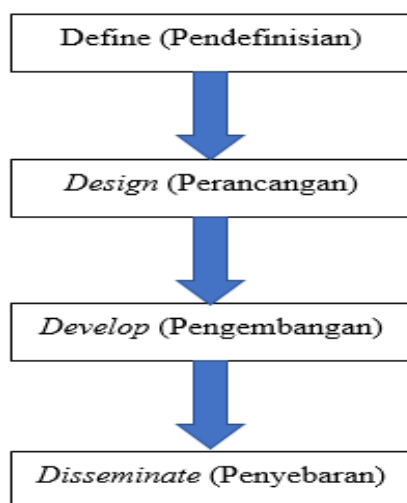 Define (Pendefinisian)
Design (Perancangan)
Develop (Pengembangan)
Disseminate (Penyebaran)